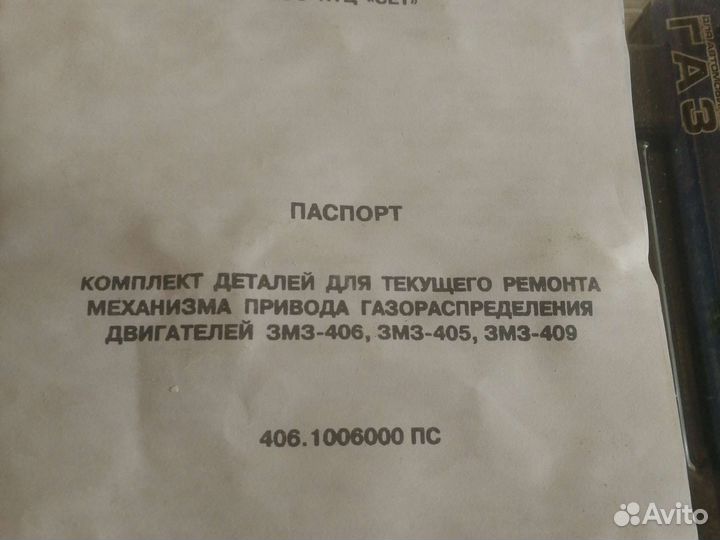 ПАСПОРТ
КОМПЛЕКТ ДЕТАЛЕЙ ДЛЯ ТЕКУЩЕГО РЕМОНТА
МЕХАНИЗМА ПРИВОДА ГАЗОРАСПРЕДЕЛЕНИЯ
ДВИГАТЕЛЕЙ ЗМЗ-406, ЗМЗ-405, ЗМЗ-409
406.1006000 ПС
ГАЗ
Avito